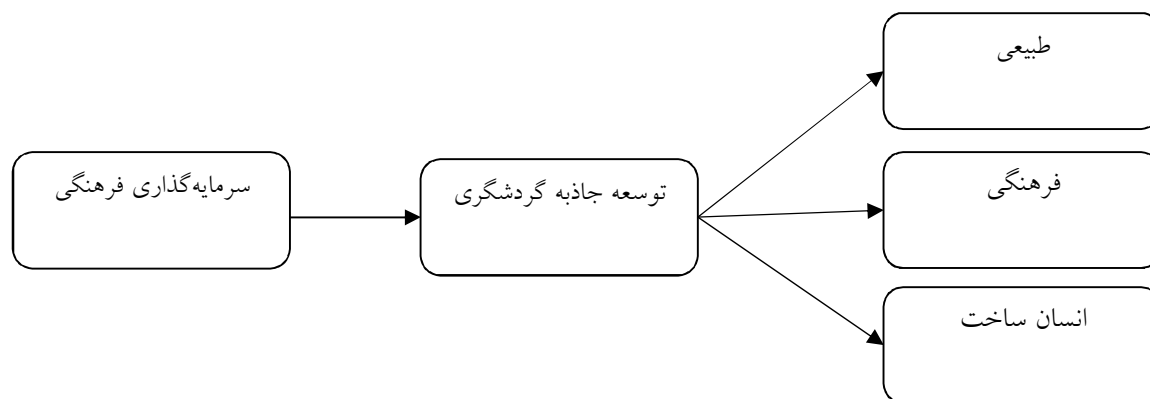 سرمایه‌گذاری فرهنگی
توسعه جاذبه گردشگری
طبیعی
فرهنگی
انسان ساخت